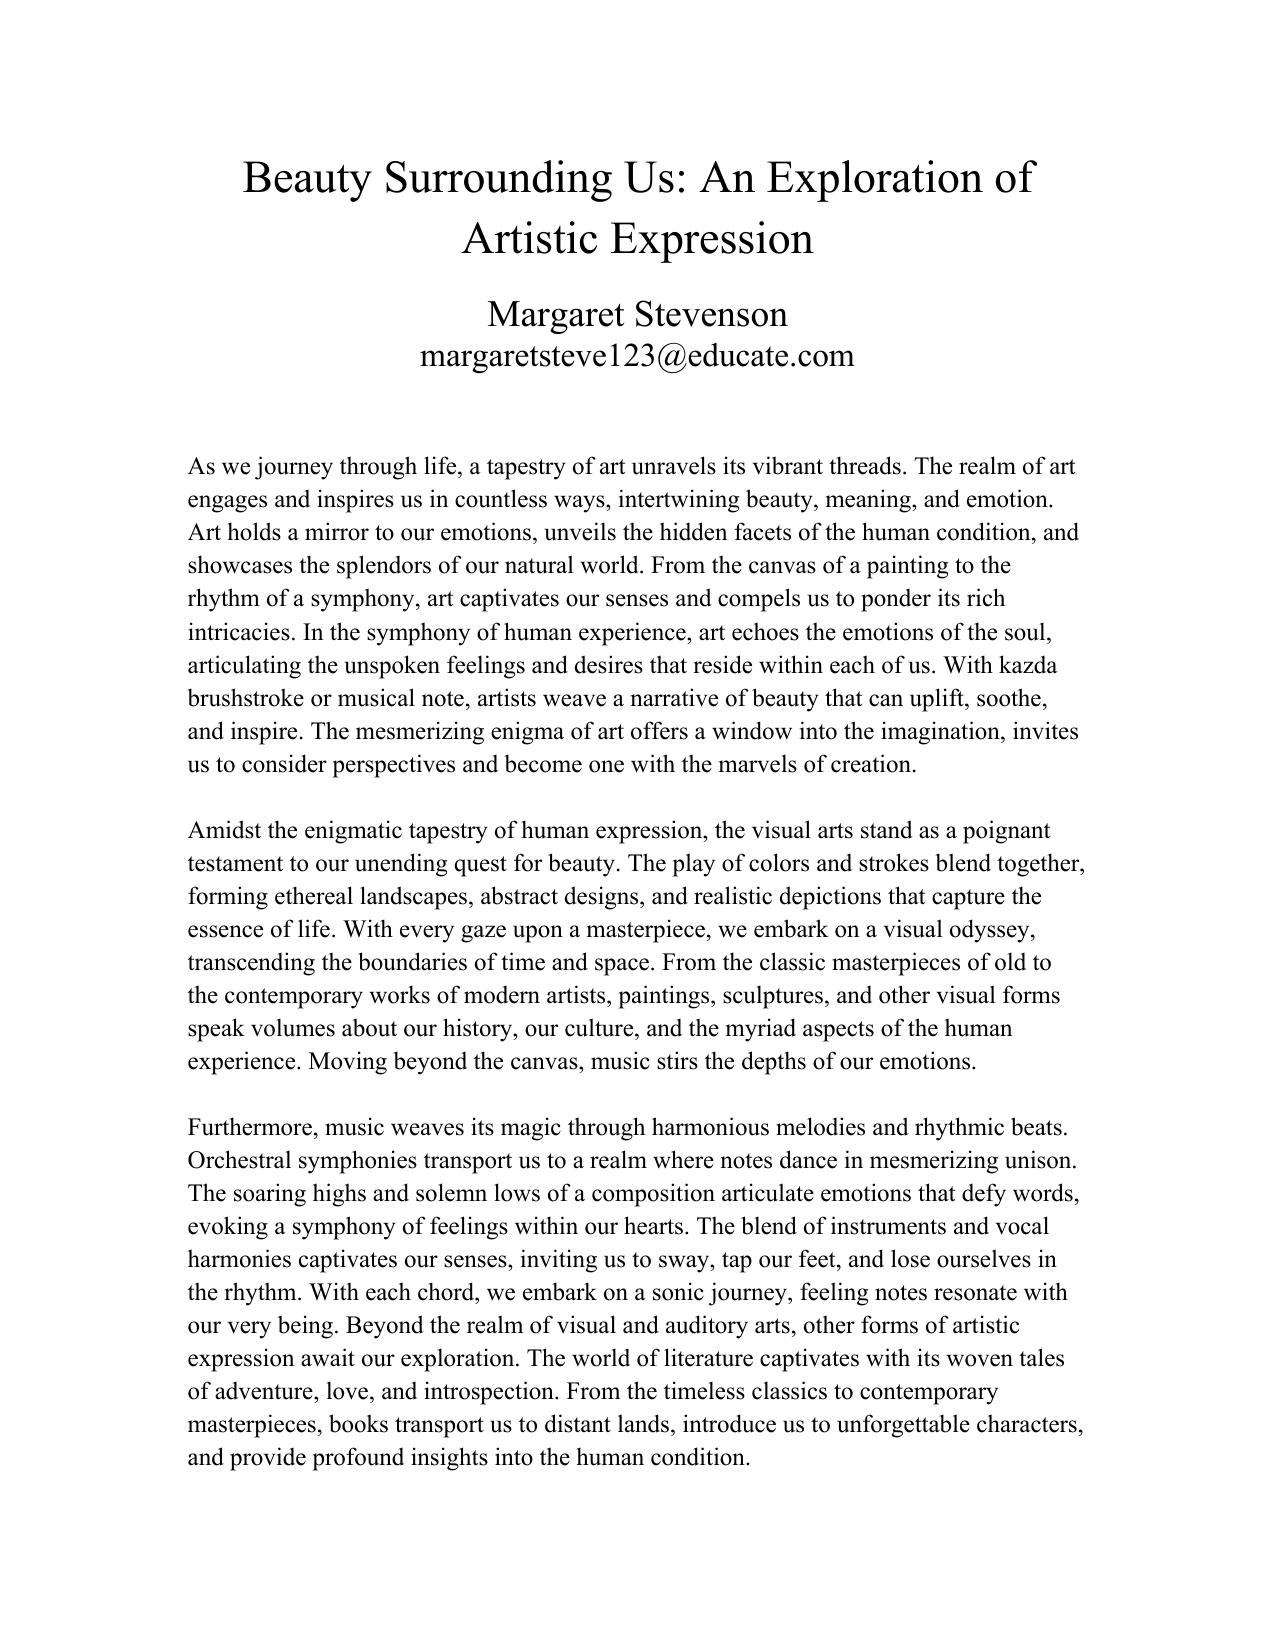 Beauty Surrounding Us: An Exploration of
Artistic Expression
Margaret Stevenson
margaretsteve123@educate.com
As we journey through life, a tapestry of art unravels its vibrant threads. The realm of art
engages and inspires us in countless ways, intertwining beauty, meaning, and emotion.
Art holds a mirror to our emotions, unveils the hidden facets of the human condition, and
showcases the splendors of our natural world. From the canvas of a painting to the
rhythm of a symphony, art captivates our senses and compels us to ponder its rich
intricacies. In the symphony of human experience, art echoes the emotions of the soul,
articulating the unspoken feelings and desires that reside within each of us. With kazda
brushstroke or musical note, artists weave a narrative of beauty that can uplift, soothe,
and inspire. The mesmerizing enigma of art offers a window into the imagination, invites
us to consider perspectives and become one with the marvels of creation.
Amidst the enigmatic tapestry of human expression, the visual arts stand as a poignant
testament to our unending quest for beauty. The play of colors and strokes blend together,
forming ethereal landscapes, abstract designs, and realistic depictions that capture the
essence of life. With every gaze upon a masterpiece, we embark on a visual odyssey,
transcending the boundaries of time and space. From the classic masterpieces of old to
the contemporary works of modern artists, paintings, sculptures, and other visual forms
speak volumes about our history, our culture, and the myriad aspects of the human
experience. Moving beyond the canvas, music stirs the depths of our emotions.
Furthermore, music weaves its magic through harmonious melodies and rhythmic beats.
Orchestral symphonies transport us to a realm where notes dance in mesmerizing unison.
The soaring highs and solemn lows of a composition articulate emotions that defy words,
evoking a symphony of feelings within our hearts. The blend of instruments and vocal
harmonies captivates our senses, inviting us to sway, tap our feet, and lose ourselves in
the rhythm. With each chord, we embark on a sonic journey, feeling notes resonate with
our very being. Beyond the realm of visual and auditory arts, other forms of artistic
expression await our exploration. The world of literature captivates with its woven tales
of adventure, love, and introspection. From the timeless classics to contemporary
masterpieces, books transport us to distant lands, introduce us to unforgettable characters,
and provide profound insights into the human condition.